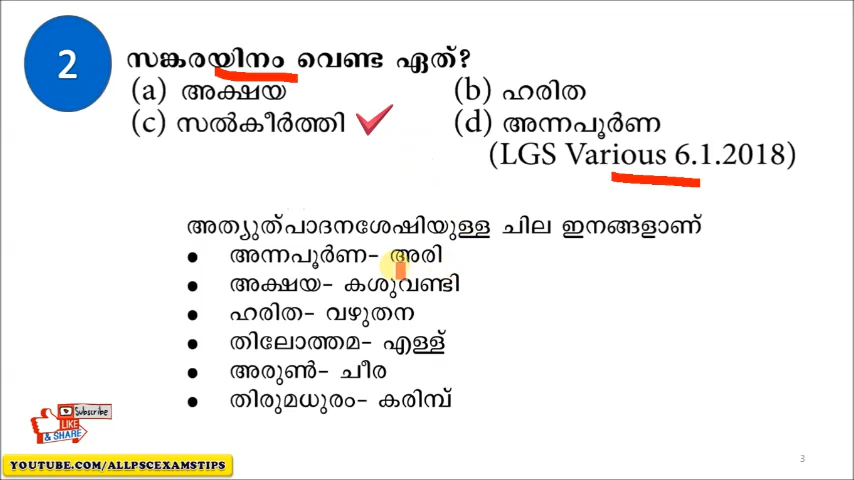 2
സങ്കരയിനം വെണ്ട ഏത്?
(a) അക്ഷയ (b) ഹരിത
(c) സൽകീർത്തി (d) അന്നപൂർണ
(LGS Various 6.1.2018)
അത്യുത്പാദനശേഷിയുള്ള ചില ഇനങ്ങളാണ്
• അന്നപൂർണ- അരി
• അക്ഷയ- കശുവണ്ടി
• ഹരിത- വഴുതന
• തിലോത്തമ- എള്ള്
• അരുൺ- ചീര
• തിരുമധുരം- കരിമ്പ്
Subscribe
LIKE
& SHARE
YOUTUBE.COM/ALLPSCEXAMSTIPS
3